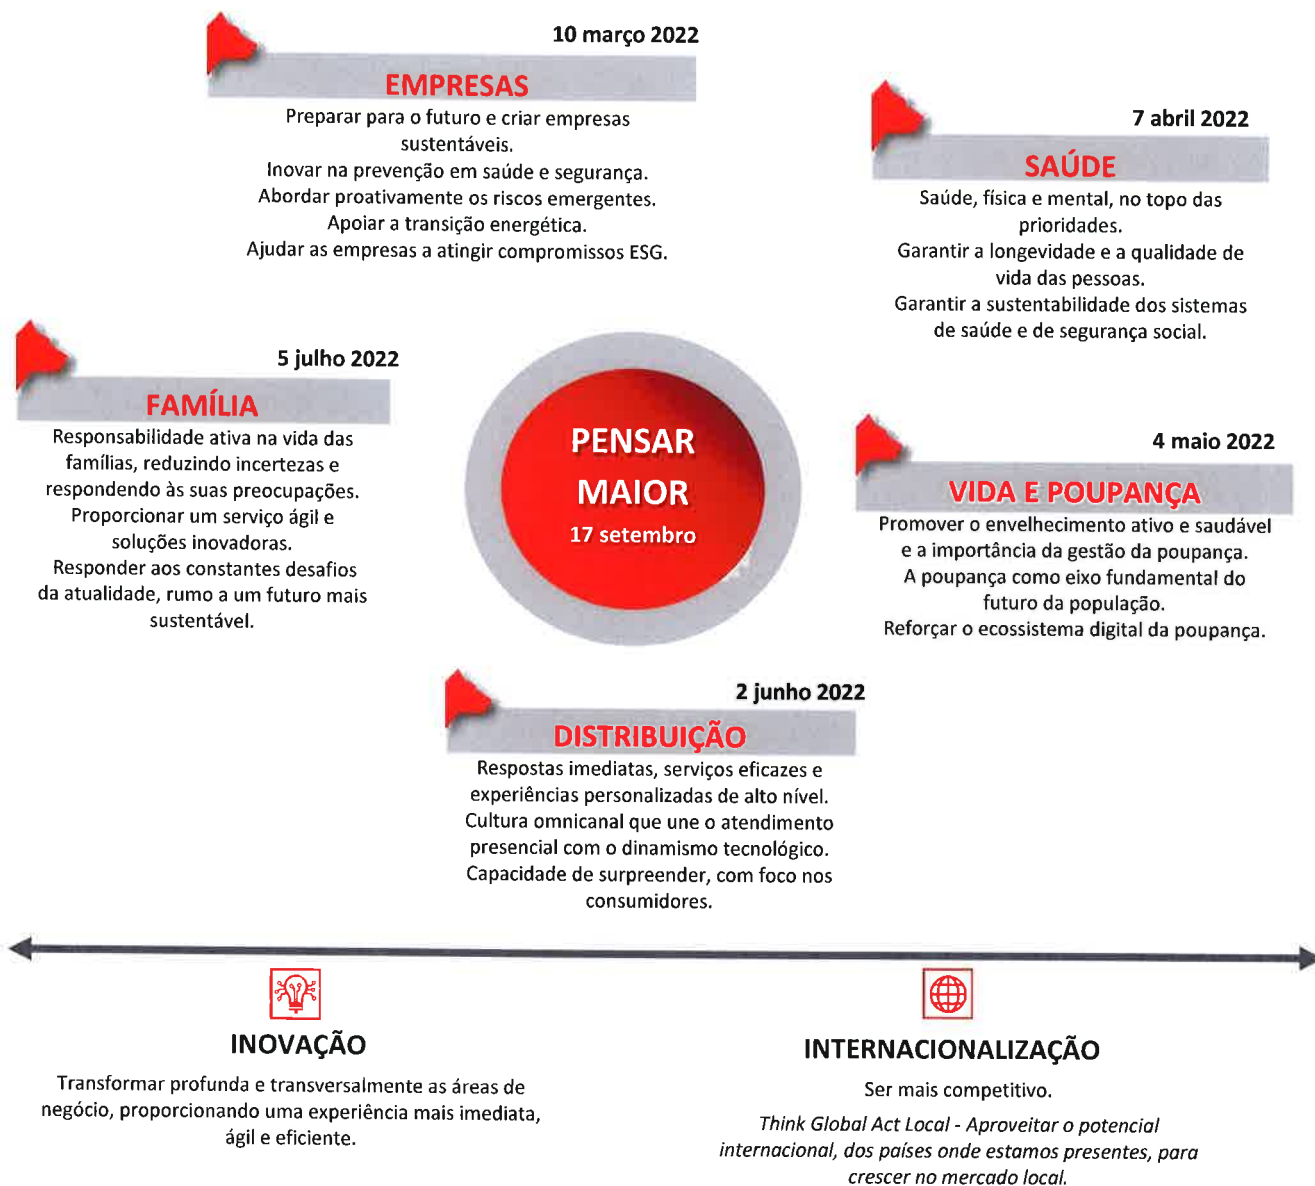 10 março 2022
EMPRESAS
Preparar para o futuro e criar empresas
sustentáveis.
Inovar na prevenção em saúde e segurança.
Abordar proativamente os riscos emergentes.
Apoiar a transição energética.
Ajudar as empresas a atingir compromissos ESG.
7 abril 2022
SAÚDE
Saúde, física e mental, no topo das
prioridades.
Garantir a longevidade e a qualidade de
vida das pessoas.
Garantir a sustentabilidade dos sistemas
de saúde e de segurança social.
5 julho 2022
FAMÍLIA
Responsabilidade ativa na vida das
famílias, reduzindo incertezas e
respondendo às suas preocupações.
Proporcionar um serviço ágil e
soluções inovadoras.
Responder aos constantes desafios
da atualidade, rumo a um futuro mais
sustentável.
PENSAR
MAIOR
17 setembro
4 maio 2022
VIDA E POUPANÇA
Promover o envelhecimento ativo e saudável
e a importância da gestão da poupança.
A poupança como eixo fundamental do
futuro da população.
Reforçar o ecossistema digital da poupança.
2 junho 2022
DISTRIBUIÇÃO
Respostas imediatas, serviços eficazes e
experiências personalizadas de alto nível.
Cultura omnicanal que une o atendimento
presencial com o dinamismo tecnológico.
Capacidade de surpreender, com foco nos
consumidores.
INOVAÇÃO
Transformar profunda e transversalmente as áreas de
negócio, proporcionando uma experiência mais imediata,
ágil e eficiente.
INTERNACIONALIZAÇÃO
Ser mais competitivo.
Think Global Act Local - Aproveitar o potencial
internacional, dos países onde estamos presentes, para
crescer no mercado local.